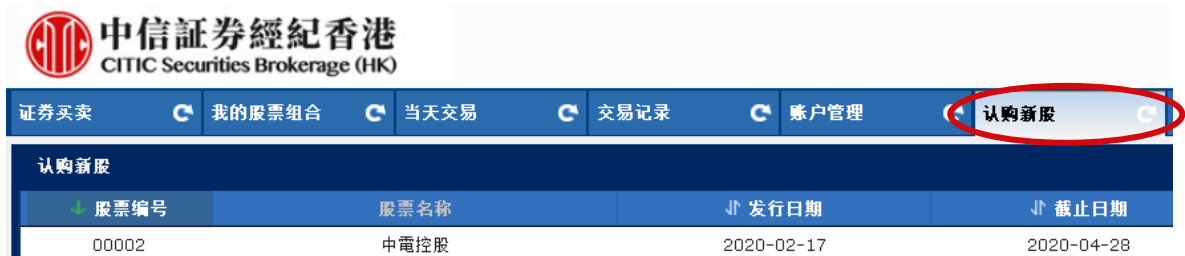 中信証券經紀香港
CITIC Securities Brokerage (HK)
证券买卖 我的股票组合 当天交易 交易记录 账户管理 认购新股
认购新股
股票编号 股票名称 发行日期 截止日期
00002 中電控股 2020-02-17 2020-04-28